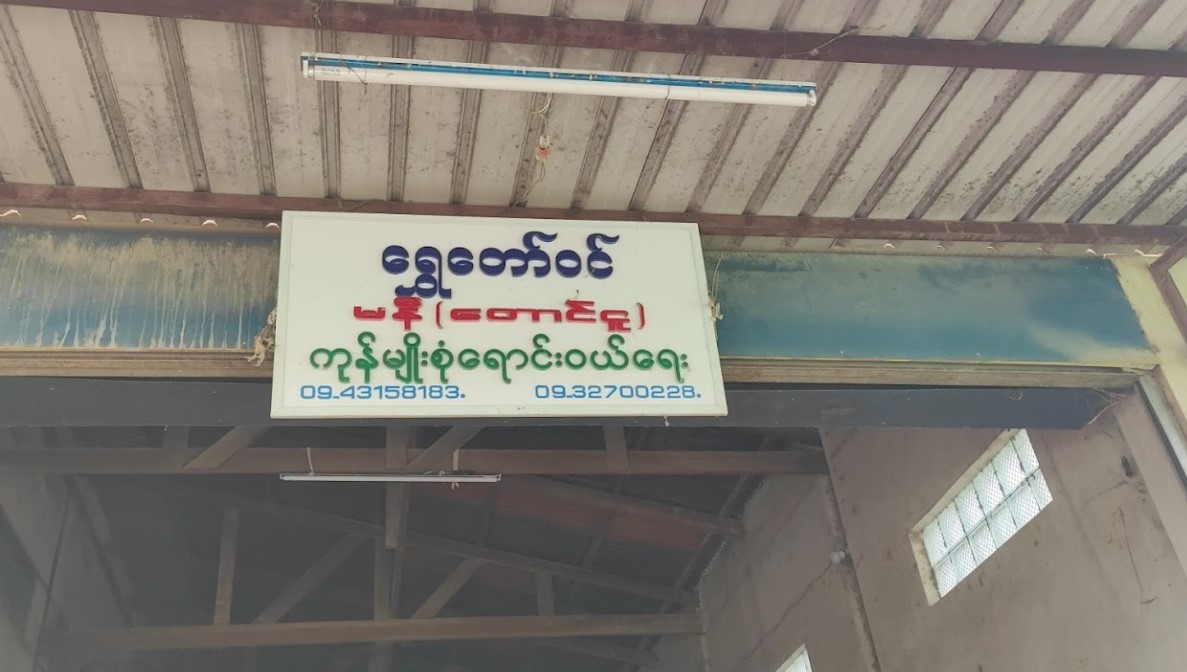 ရွှေတော်ဝင်
မနီ (တောင်ငူ)
ကုန်မျိုးစုံရောင်းဝယ်ရေး
09-43158183. 09-32700228.